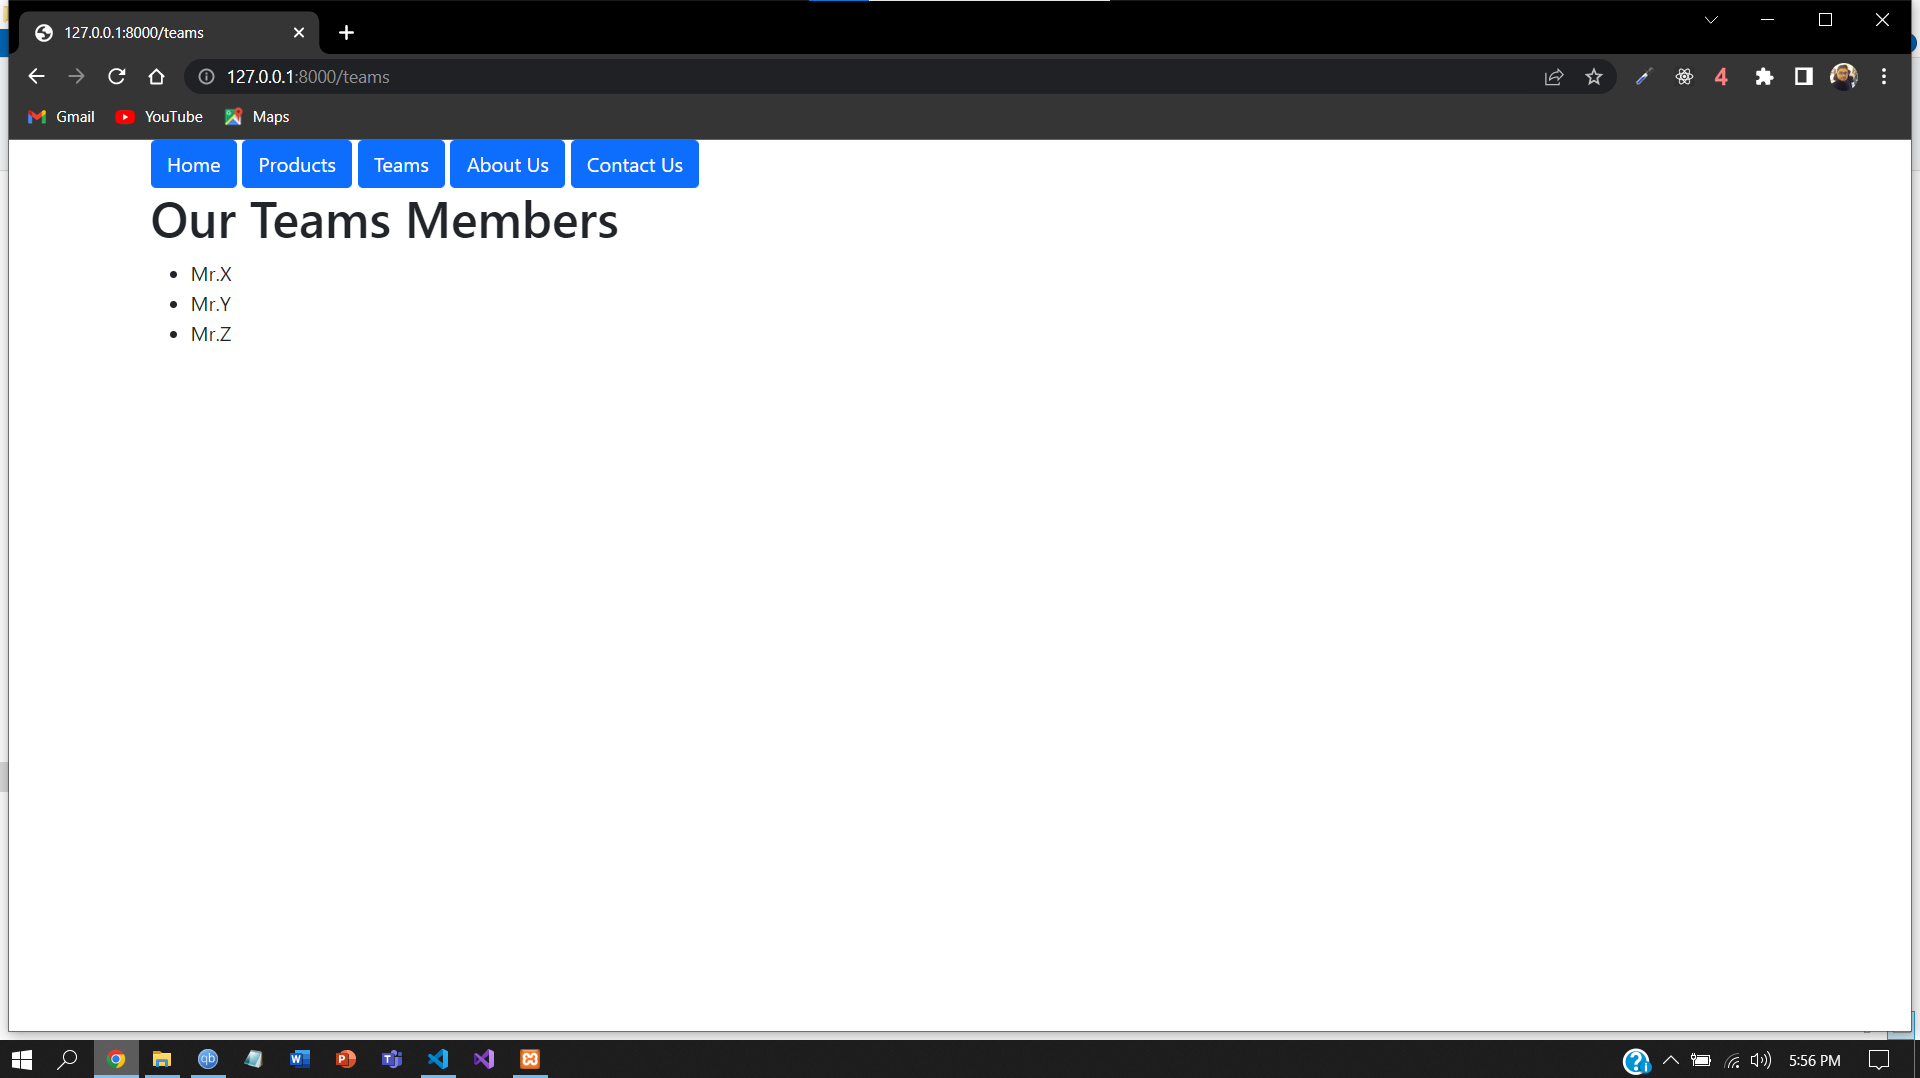 127.0.0.1:8000/teams
127.0.0.1:8000/teams
4
Gmail YouTube Maps
Home Products Teams About Us Contact Us
Our Teams Members
Mr.X
Mr.Y
Mr.Z
qb W P T 5:56 PM